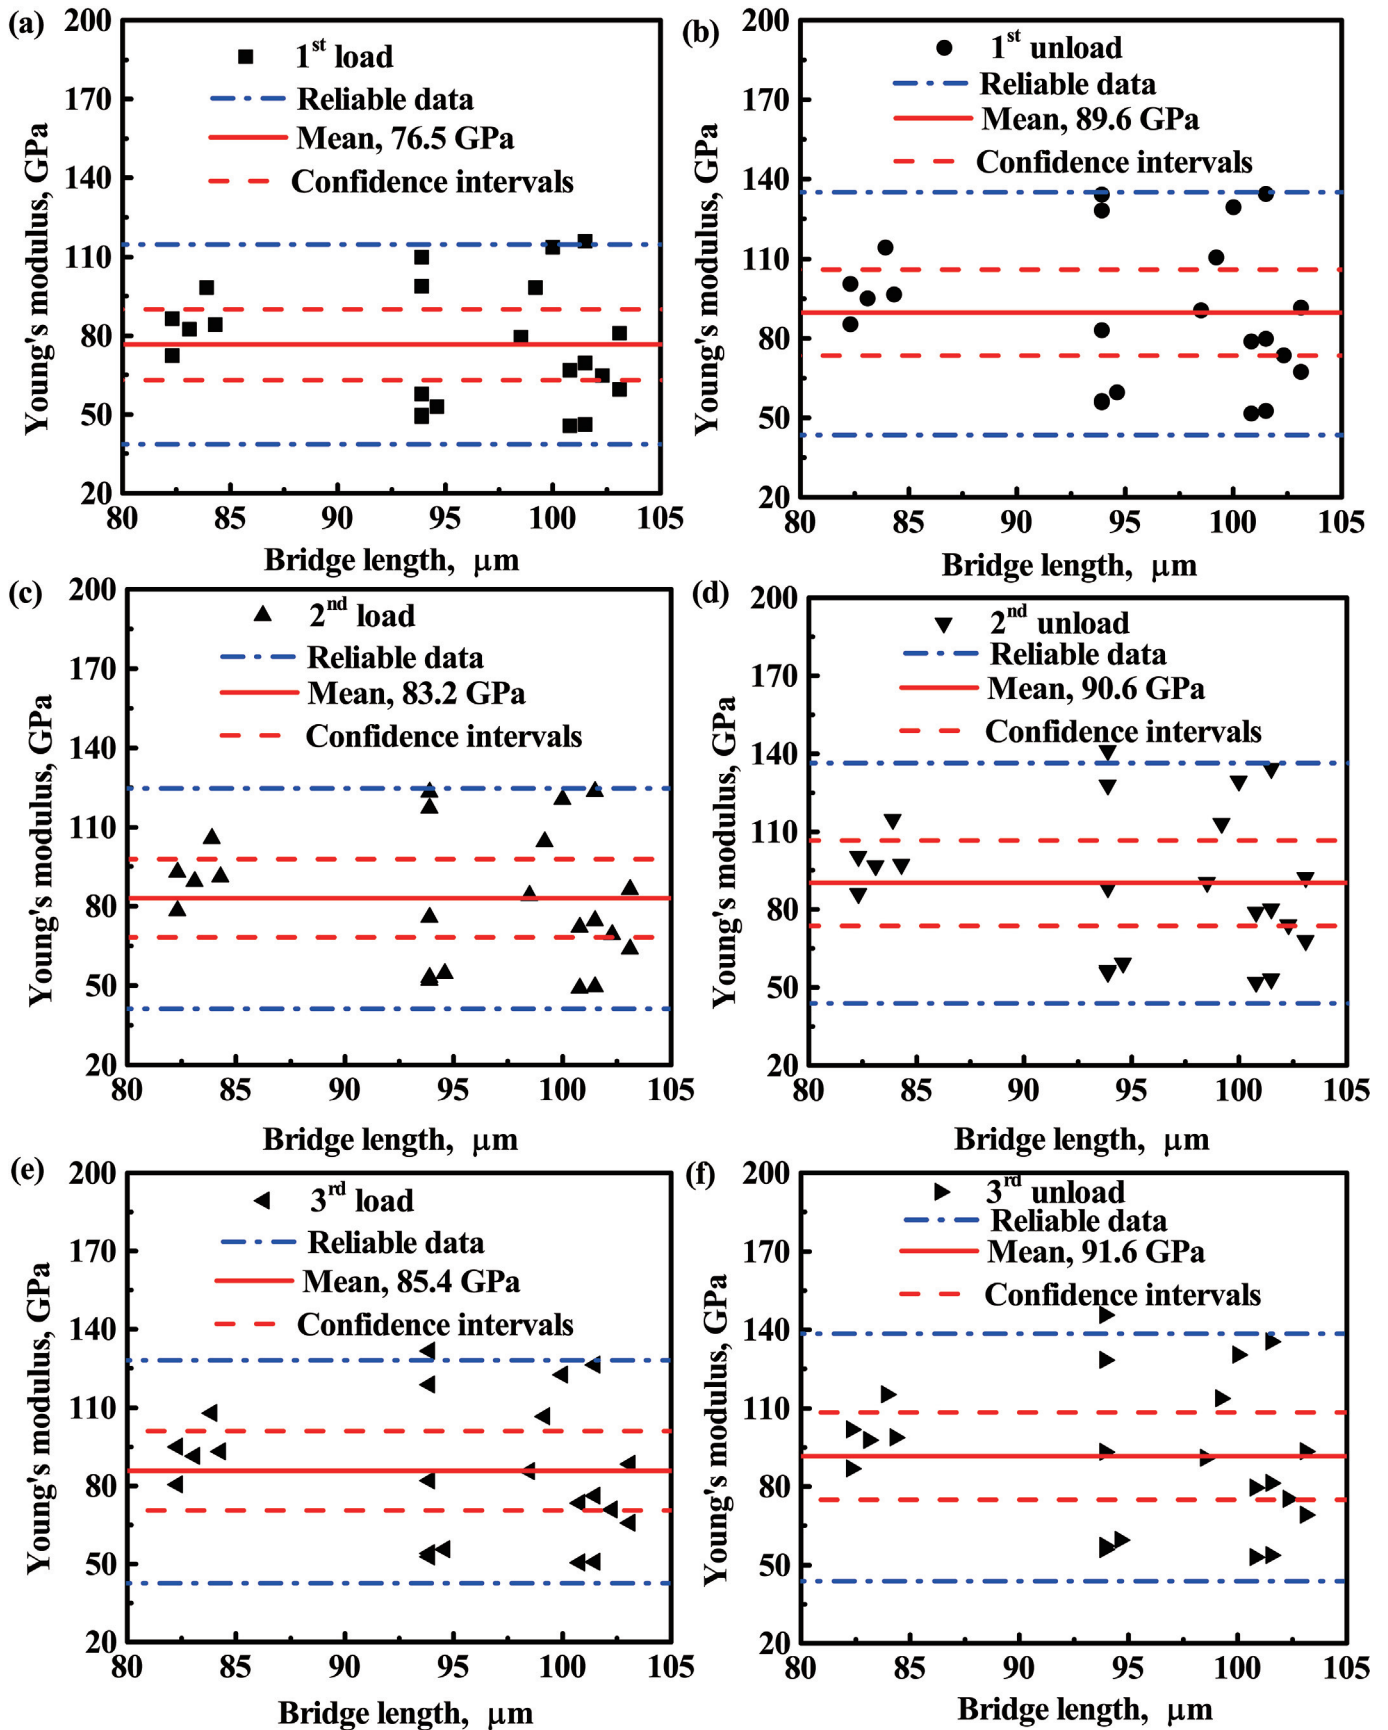 (a)
1st load
Reliable data
Mean, 76.5 GPa
Confidence intervals
Young's modulus, GPa
200
170
140
110
80
50
20
80 85 90 95 100 105
Bridge length, μm
(b)
1st unload
Reliable data
Mean, 89.6 GPa
Confidence intervals
Young's modulus, GPa
200
170
140
110
80
50
20
80 85 90 95 100 105
Bridge length, μm
(c)
2nd load
Reliable data
Mean, 83.2 GPa
Confidence intervals
Young's modulus, GPa
200
170
140
110
80
50
20
80 85 90 95 100 105
Bridge length, μm
(d)
2nd unload
Reliable data
Mean, 90.6 GPa
Confidence intervals
Young's modulus, GPa
200
170
140
110
80
50
20
80 85 90 95 100 105
Bridge length, μm
(e)
3rd load
Reliable data
Mean, 85.4 GPa
Confidence intervals
Young's modulus, GPa
200
170
140
110
80
50
20
80 85 90 95 100 105
Bridge length, μm
(f)
3rd unload
Reliable data
Mean, 91.6 GPa
Confidence intervals
Young's modulus, GPa
200
170
140
110
80
50
20
80 85 90 95 100 105
Bridge length, μm